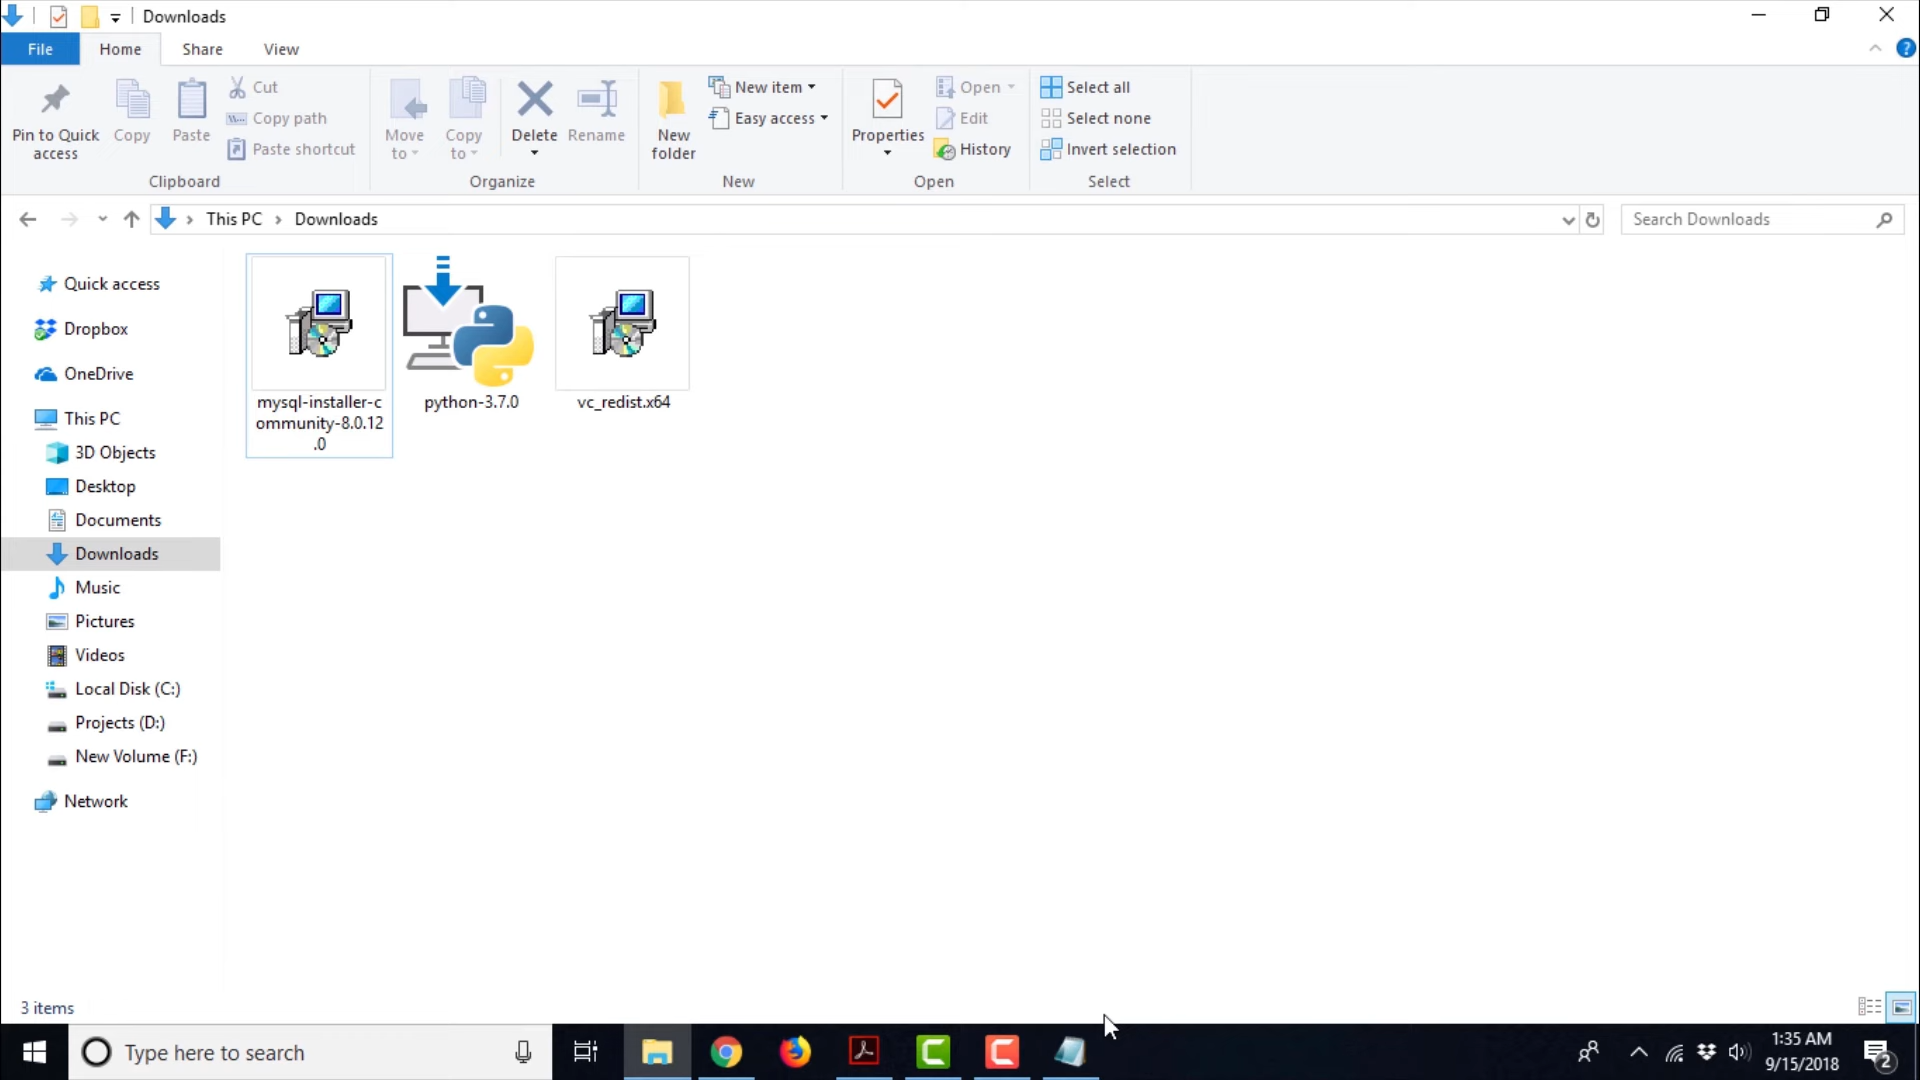 Downloads
File Home Share View
Pin to Quick access
Copy
Paste
Cut
Copy path
Paste shortcut
Clipboard
Move to
Copy to
Delete
Rename
Organize
New folder
New item
Easy access
New
Properties
Open
Edit
History
Open
Select all
Select none
Invert selection
Select
This PC > Downloads
Search Downloads
Quick access
Dropbox
OneDrive
This PC
3D Objects
Desktop
Documents
Downloads
Music
Pictures
Videos
Local Disk (C:)
Projects (D:)
New Volume (F:)
Network
mysql-installer-c
ommunity-8.0.12
.0
python-3.7.0
vc_redist.x64
3 items
Type here to search
1:35 AM
9/15/2018
2